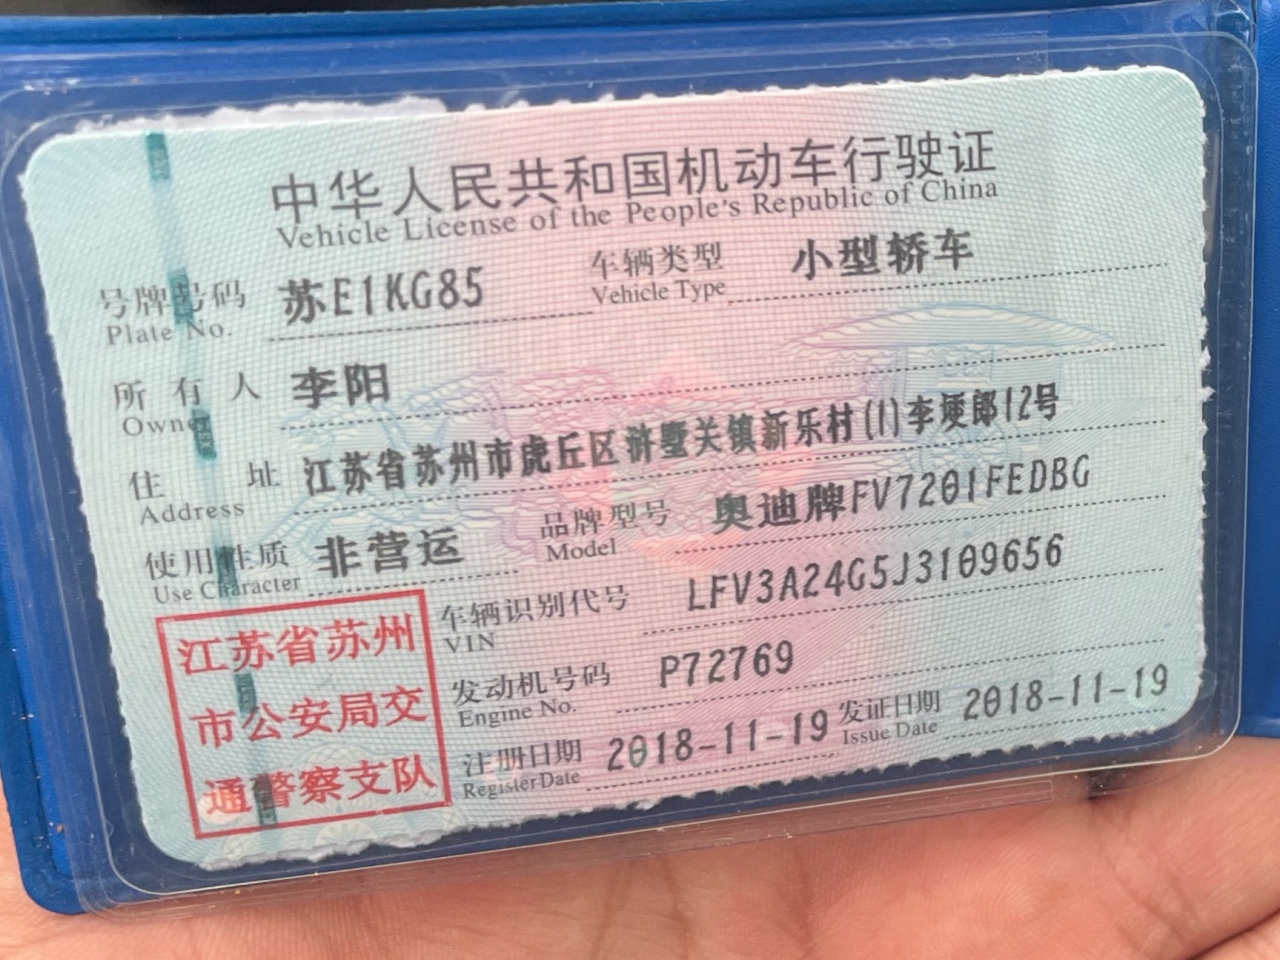 中华人民共和国机动车行驶证
Vehicle License of the People's Republic of China
号牌号码 苏E1KG85 车辆类型 小型轿车
Plate No. Vehicle Type
所有人 李阳
Owner
住址 江苏省苏州市虎丘区浒墅关镇新乐村(1)李埂郎12号
Address
使用性质 非营运 品牌型号 奥迪牌FV7201FEDBG
Use Character Model
车辆识别代号 LFV3A24G5J3109656
VIN
发动机号码 P72769
Engine No.
注册日期 2018-11-19 发证日期 2018-11-19
Register Date Issue Date
江苏省苏州
市公安局交
通警察支队